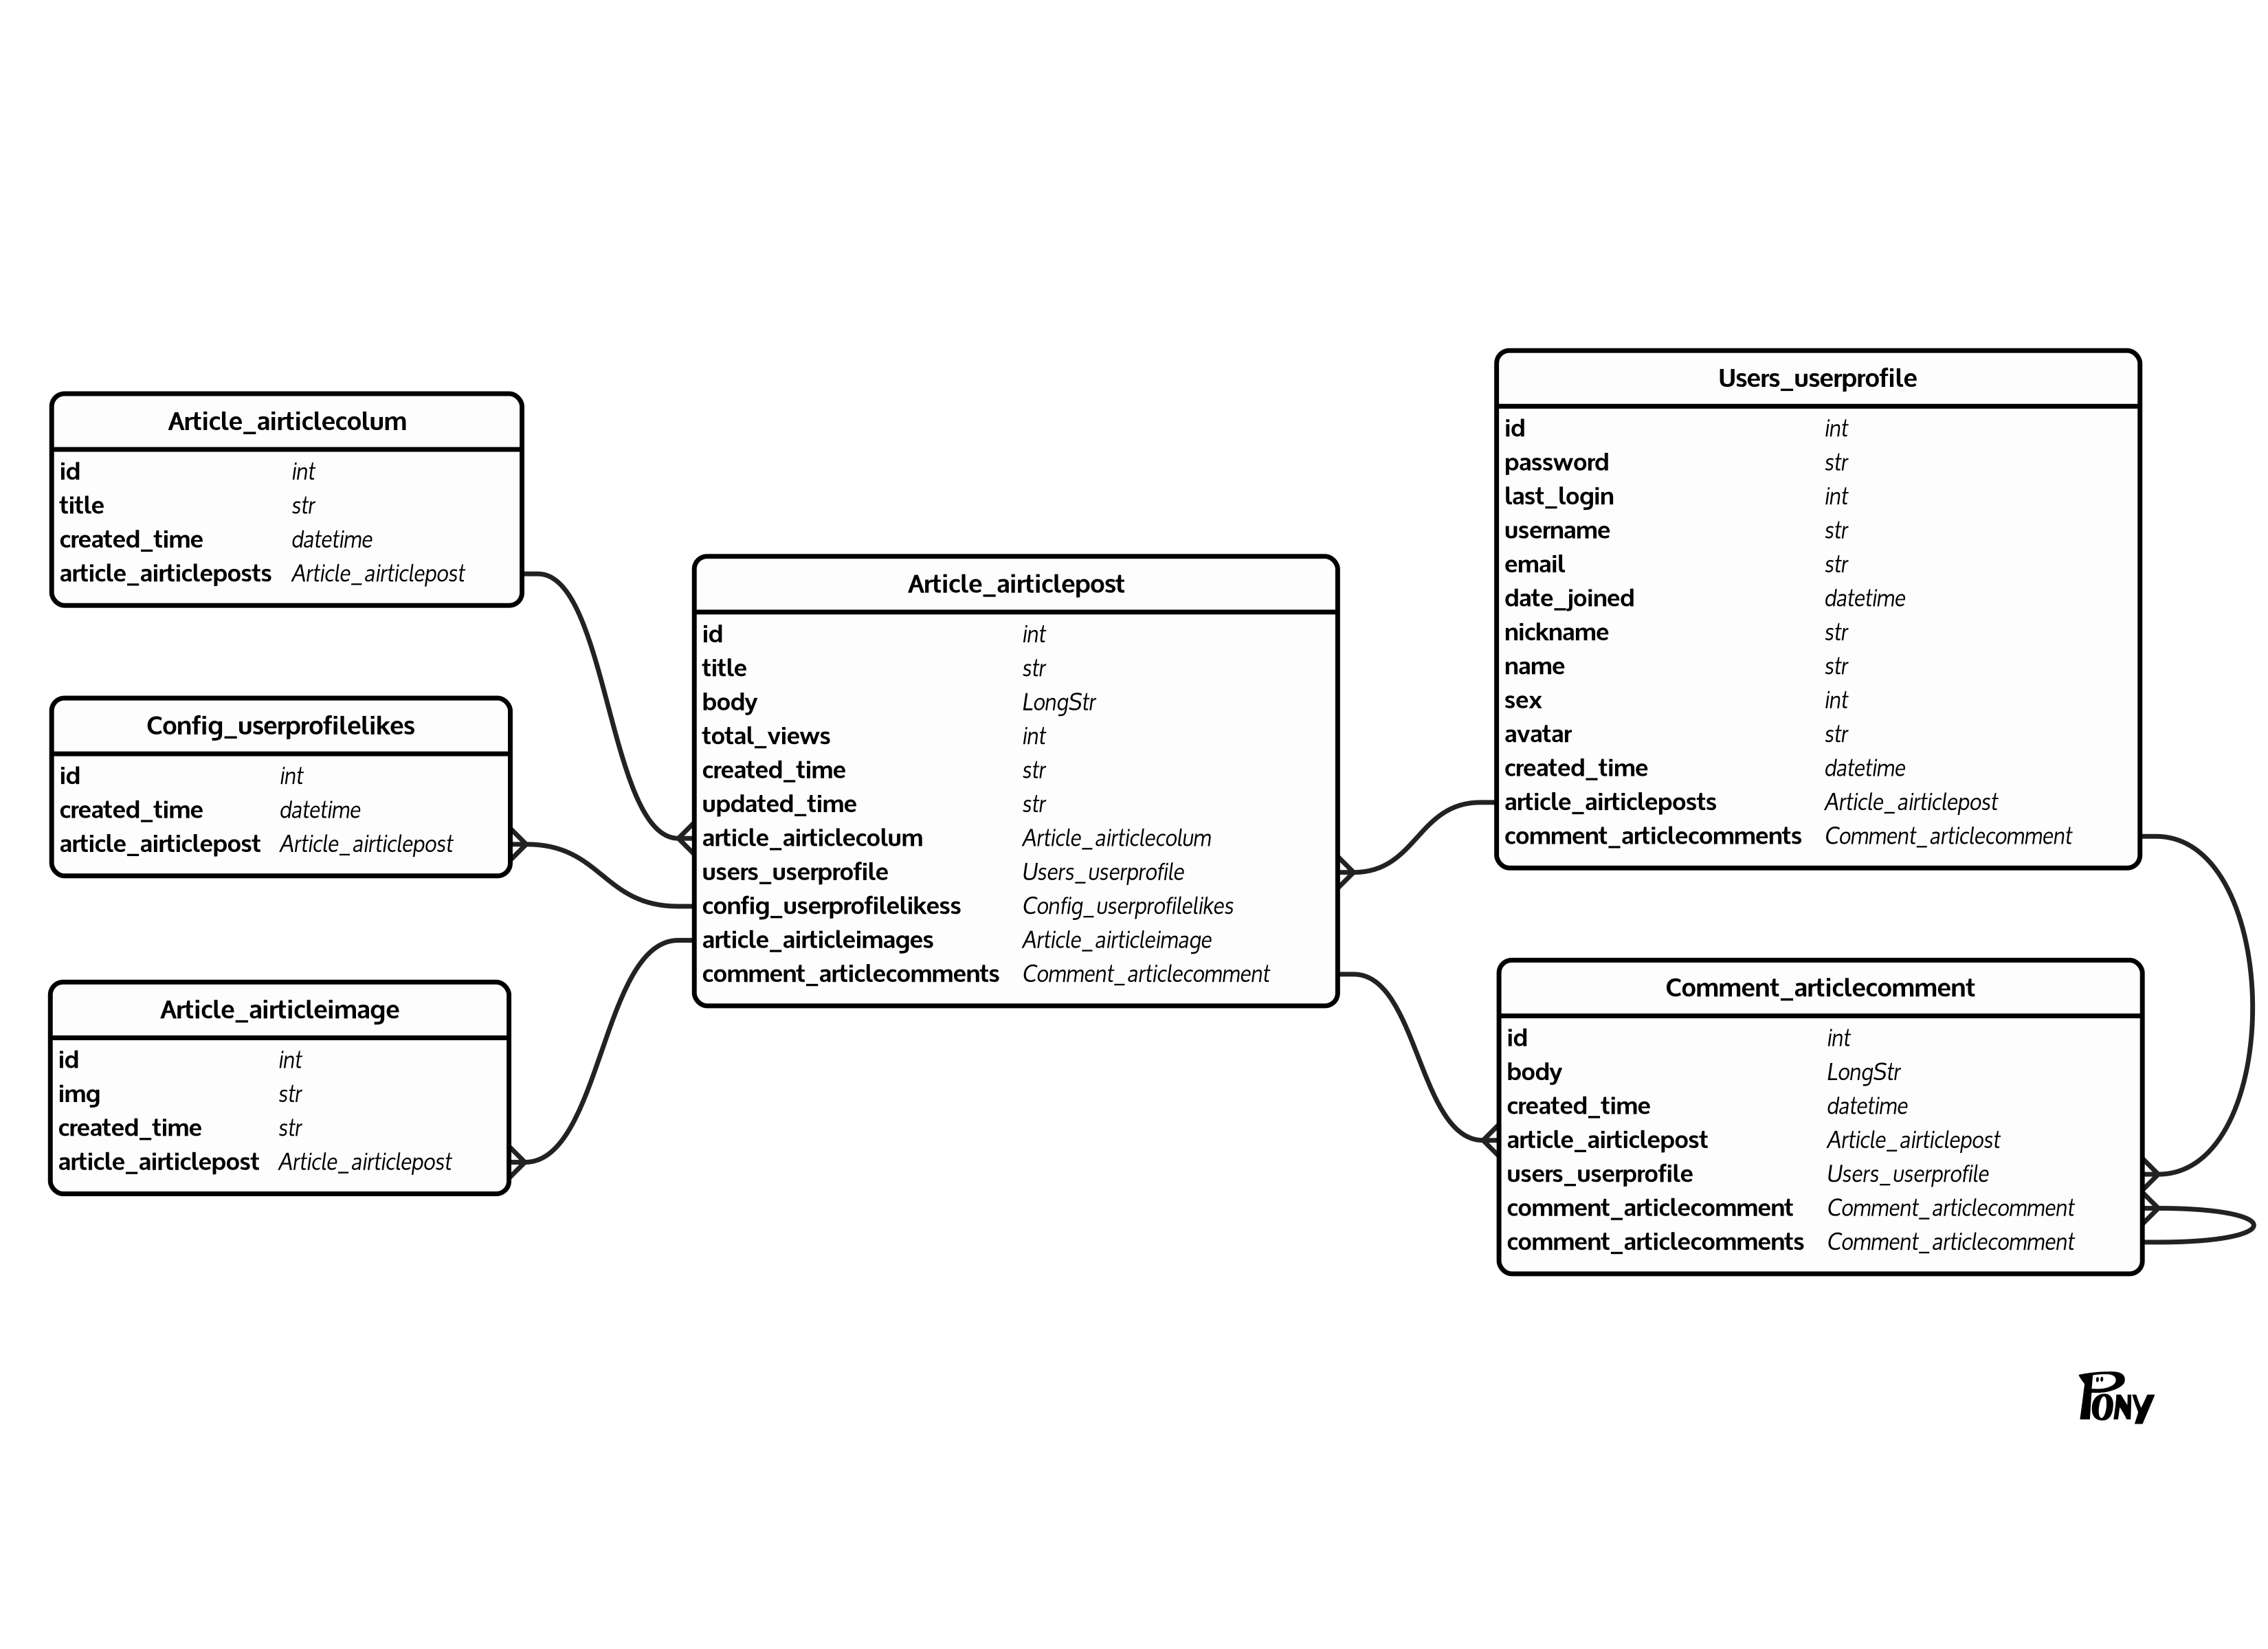 Article_airticlecolum
id int
title str
created_time datetime
article_airticleposts Article_airticlepost
Config_userprofilelikes
id int
created_time datetime
article_airticlepost Article_airticlepost
Article_airticleimage
id int
img str
created_time str
article_airticlepost Article_airticlepost
Article_airticlepost
id int
title str
body LongStr
total_views int
created_time str
updated_time str
article_airticlecolum Article_airticlecolum
users_userprofile Users_userprofile
config_userprofilelikess Config_userprofilelikes
article_airticleimages Article_airticleimage
comment_articlecomments Comment_articlecomment
Users_userprofile
id int
password str
last_login int
username str
email str
date_joined datetime
nickname str
name str
sex int
avatar str
created_time datetime
article_airticleposts Article_airticlepost
comment_articlecomments Comment_articlecomment
Comment_articlecomment
id int
body LongStr
created_time datetime
article_airticlepost Article_airticlepost
users_userprofile Users_userprofile
comment_articlecomment Comment_articlecomment
comment_articlecomments Comment_articlecomment
PONY